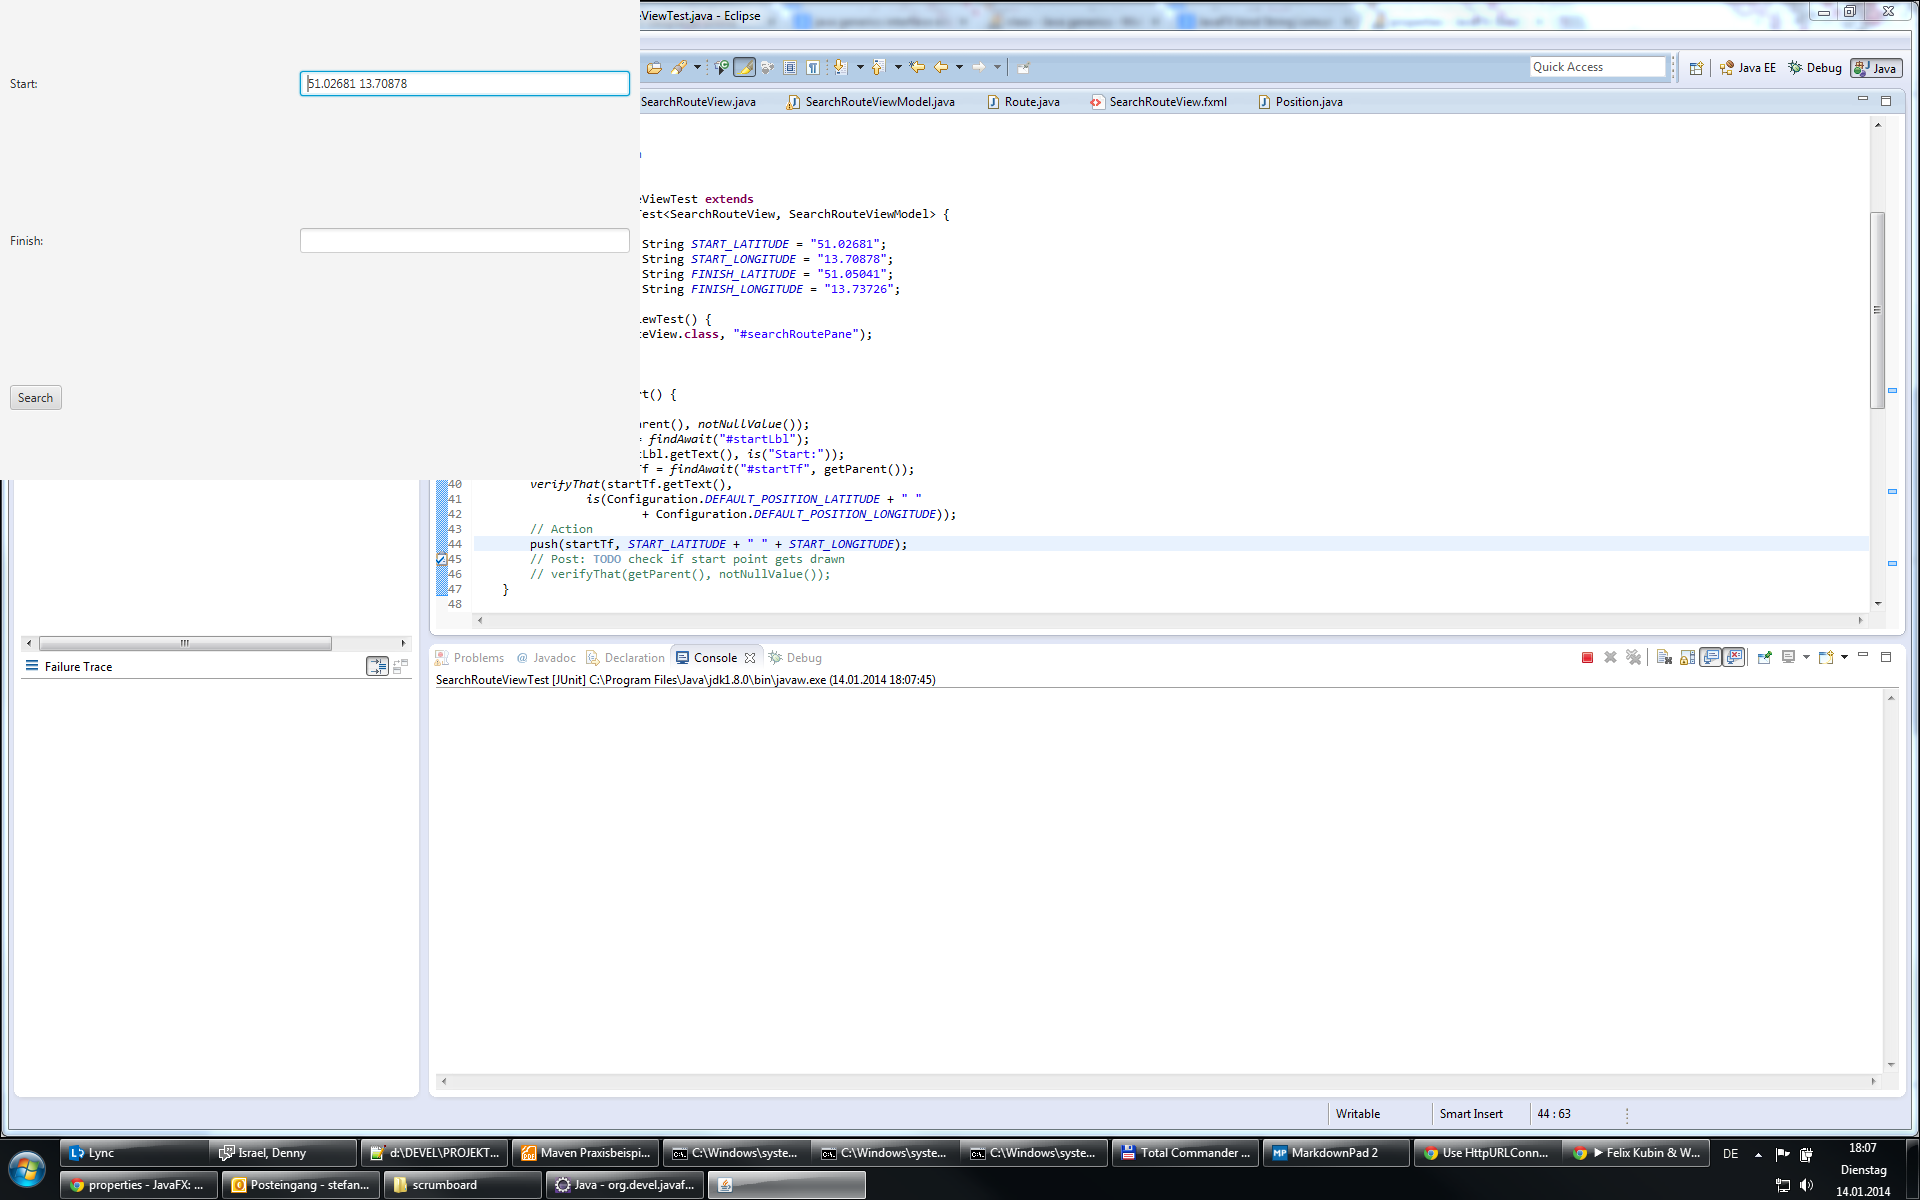 ViewTest.java - Eclipse
Start:
51.02681 13.70878
Finish:
Search
Quick Access
Java EE
Debug
Java
SearchRouteView.java
SearchRouteViewModel.java
Route.java
SearchRouteView.fxml
Position.java
ViewTest extends
Test<SearchRouteView, SearchRouteViewModel> {
String START_LATITUDE = "51.02681";
String START_LONGITUDE = "13.70878";
String FINISH_LATITUDE = "51.05041";
String FINISH_LONGITUDE = "13.73726";
iewTest() {
teView.class, "#searchRoutePane");
rt() {
arent(), notNullValue());
= findAwait("#startLbl");
tLbl.getText(), is("Start:"));
Tf = findAwait("#startTf", getParent());
40 verifyThat(startTf.getText(),
41 is(Configuration.DEFAULT_POSITION_LATITUDE + " "
42 + Configuration.DEFAULT_POSITION_LONGITUDE));
43 // Action
44 push(startTf, START_LATITUDE + " " + START_LONGITUDE);
45 // Post: TODO check if start point gets drawn
46 // verifyThat(getParent(), notNullValue());
47 }
48
Failure Trace
Problems
@ Javadoc
Declaration
Console
Debug
SearchRouteViewTest [JUnit] C:\Program Files\Java\jdk1.8.0\bin\javaw.exe (14.01.2014 18:07:45)
Writable
Smart Insert
44 : 63
Lync
Israel, Denny
d:\DEVEL\PROJEKT...
Maven Praxisbeispi...
C:\Windows\syste...
C:\Windows\syste...
C:\Windows\syste...
Total Commander ...
MarkdownPad 2
Use HttpURLConn...
Felix Kubin & W...
DE
18:07
properties - JavaFX: ...
Posteingang - stefan...
scrumboard
Java - org.devel.javaf...
Dienstag
14.01.2014